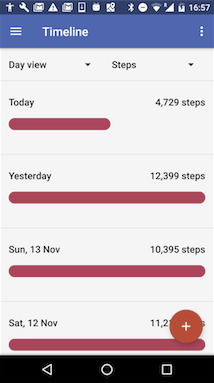 16:57
Timeline
Day view Steps
Today 4,729 steps
Yesterday 12,399 steps
Sun, 13 Nov 10,395 steps
Sat, 12 Nov